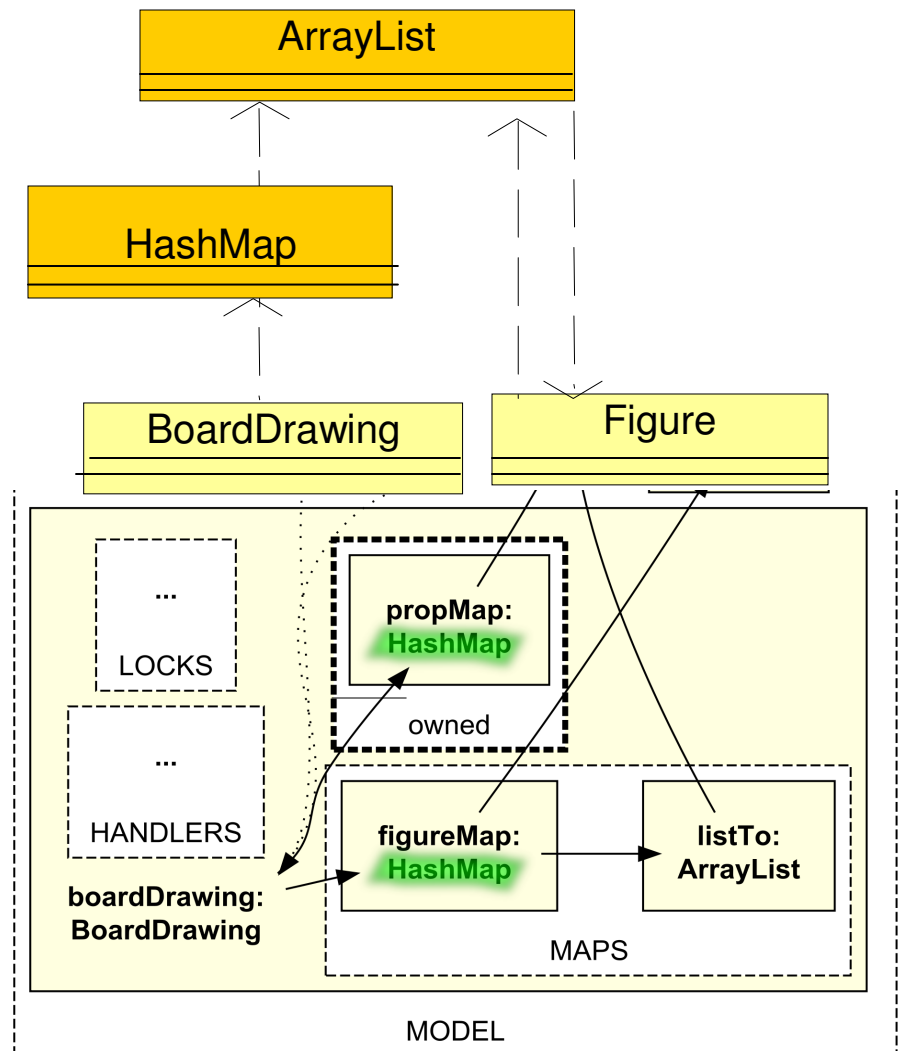 ArrayList
HashMap
BoardDrawing
Figure
...
LOCKS
propMap:
HashMap
owned
...
HANDLERS
figureMap:
HashMap
listTo:
ArrayList
boardDrawing:
BoardDrawing
MAPS
MODEL